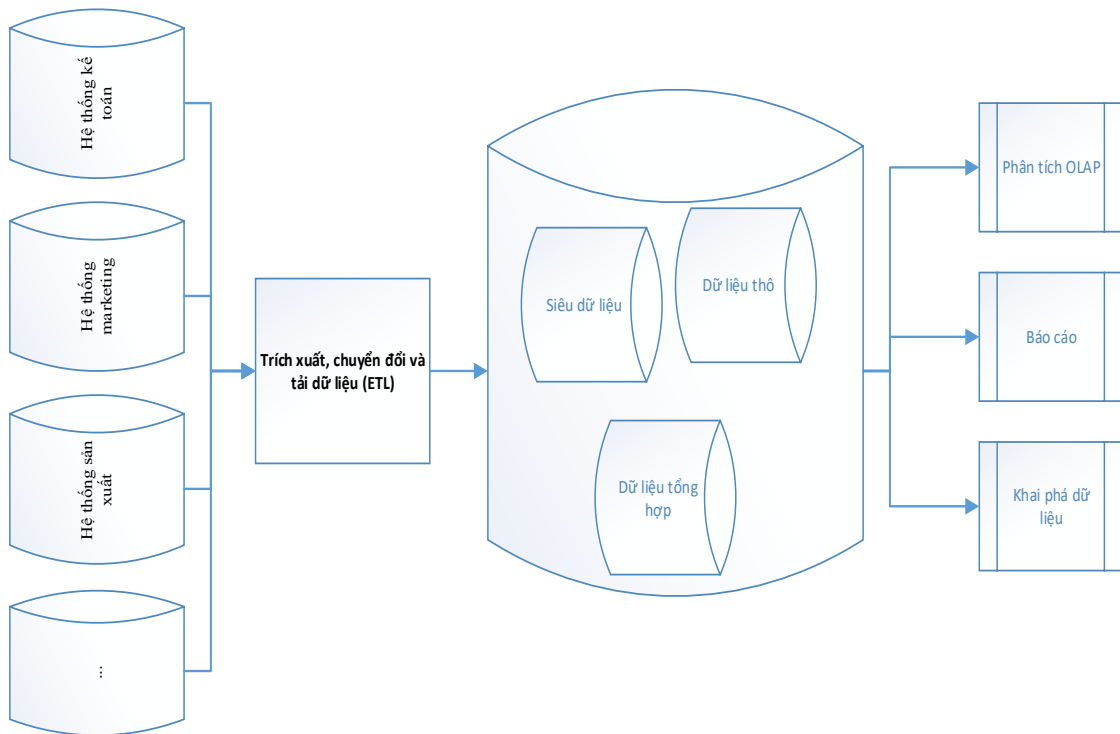 Hệ thống kế
toán
Hệ thống
marketing
Hệ thống sản
xuất
...
Trích xuất, chuyển đổi và
tải dữ liệu (ETL)
Siêu dữ liệu
Dữ liệu thô
Dữ liệu tổng
hợp
Phân tích OLAP
Báo cáo
Khai phá dữ
liệu